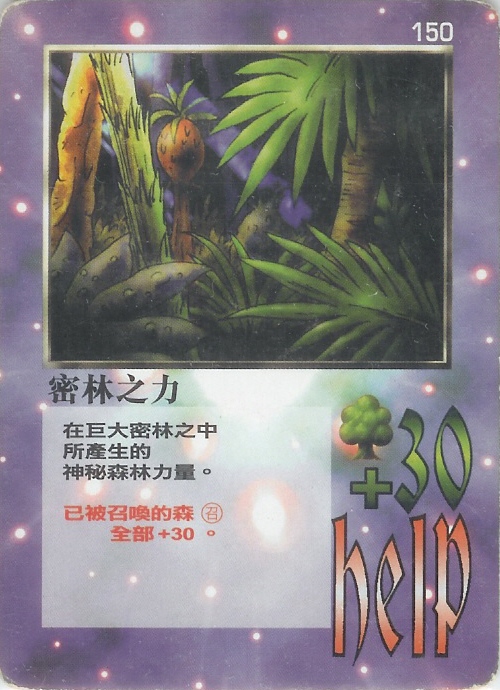 150
密林之力
在巨大密林之中
所產生的
神秘森林力量。
已被召喚的森㊁
全部+30。
+30
help